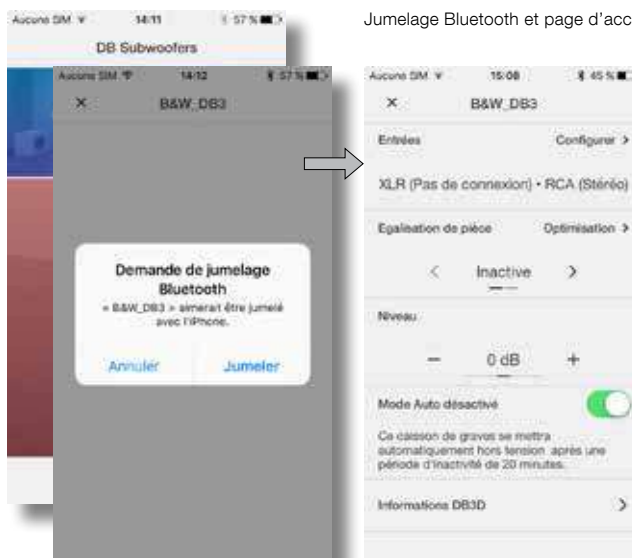 Jumelage Bluetooth et page d'acc
Aucune SIM 14:11 57 %
DB Subwoofers
Aucune SIM 14:12 57 %
× B&W_DB3
Demande de jumelage
Bluetooth
« B&W_DB3 » aimerait être jumelé
avec l'iPhone.
Annuler Jumeler
Aucune SIM 15:08 45 %
× B&W_DB3
Entrées Configurer >
XLR (Pas de connexion) • RCA (Stéréo)
Egalisation de pièce Optimisation >
< Inactive >
Niveau
– 0 dB +
Mode Auto désactivé
Ce caisson de graves se mettra
automatiquement hors tension après une
période d'inactivité de 20 minutes.
Informations DB3D >